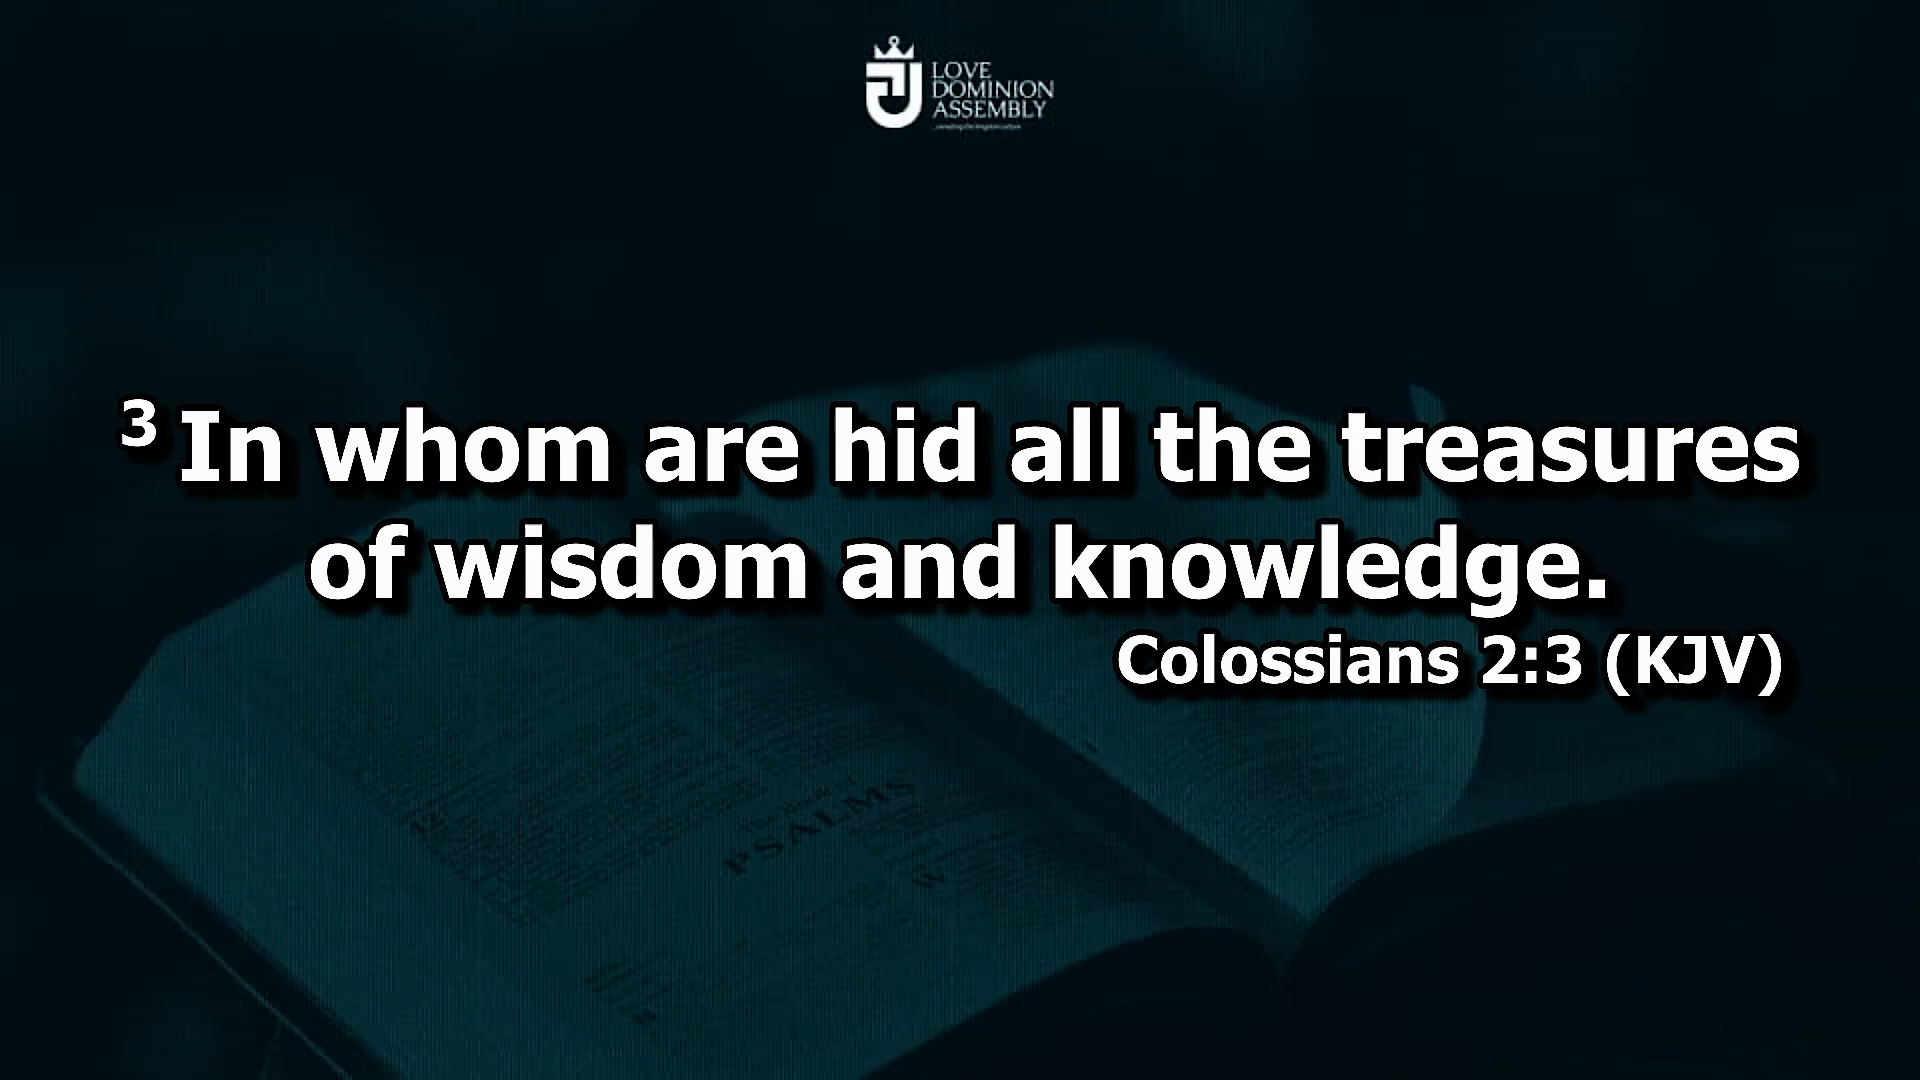 LOVE
DOMINION
ASSEMBLY
3 In whom are hid all the treasures
of wisdom and knowledge.
Colossians 2:3 (KJV)
PSALMS